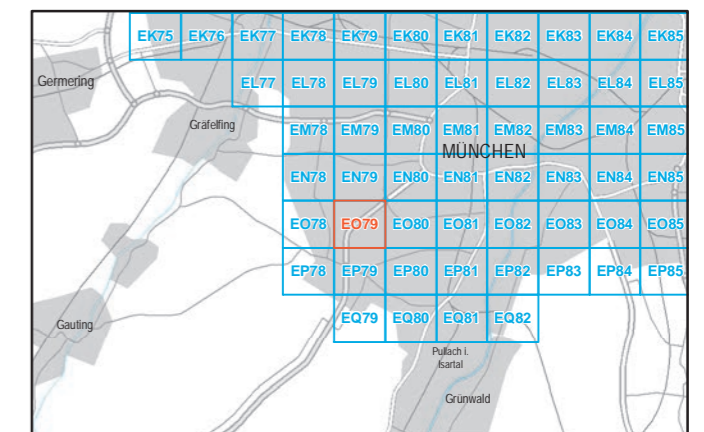 EK75 EK76 EK77 EK78 EK79 EK80 EK81 EK82 EK83 EK84 EK85
Germering
EL77 EL78 EL79 EL80 EL81 EL82 EL83 EL84 EL85
Gräfelfing
EM78 EM79 EM80 EM81 EM82 EM83 EM84 EM85
MÜNCHEN
EN78 EN79 EN80 EN81 EN82 EN83 EN84 EN85
EO78 EO79 EO80 EO81 EO82 EO83 EO84 EO85
EP78 EP79 EP80 EP81 EP82 EP83 EP84 EP85
Gauting
EQ79 EQ80 EQ81 EQ82
Pullach i.
Isartal
Grünwald